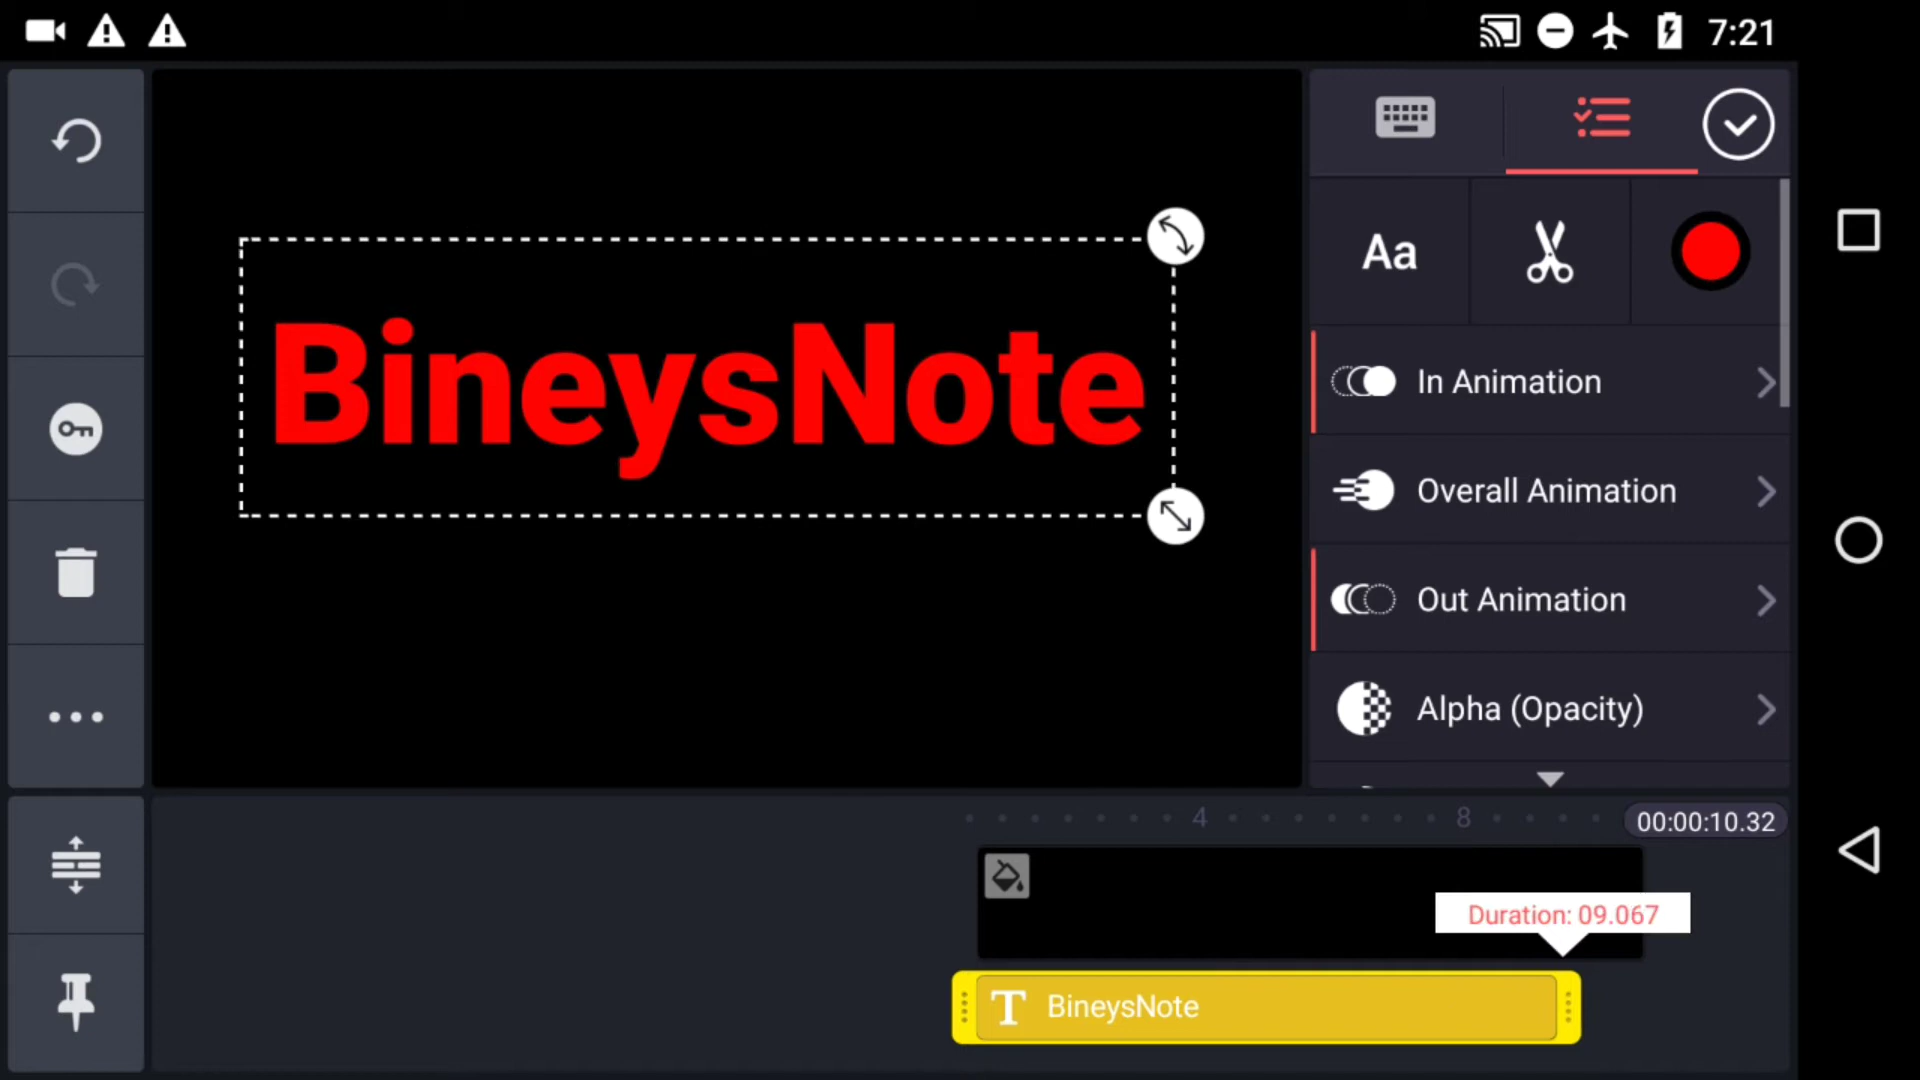 7:21
BineysNote
Aa
In Animation
Overall Animation
Out Animation
Alpha (Opacity)
4
8
00:00:10.32
Duration: 09.067
T BineysNote